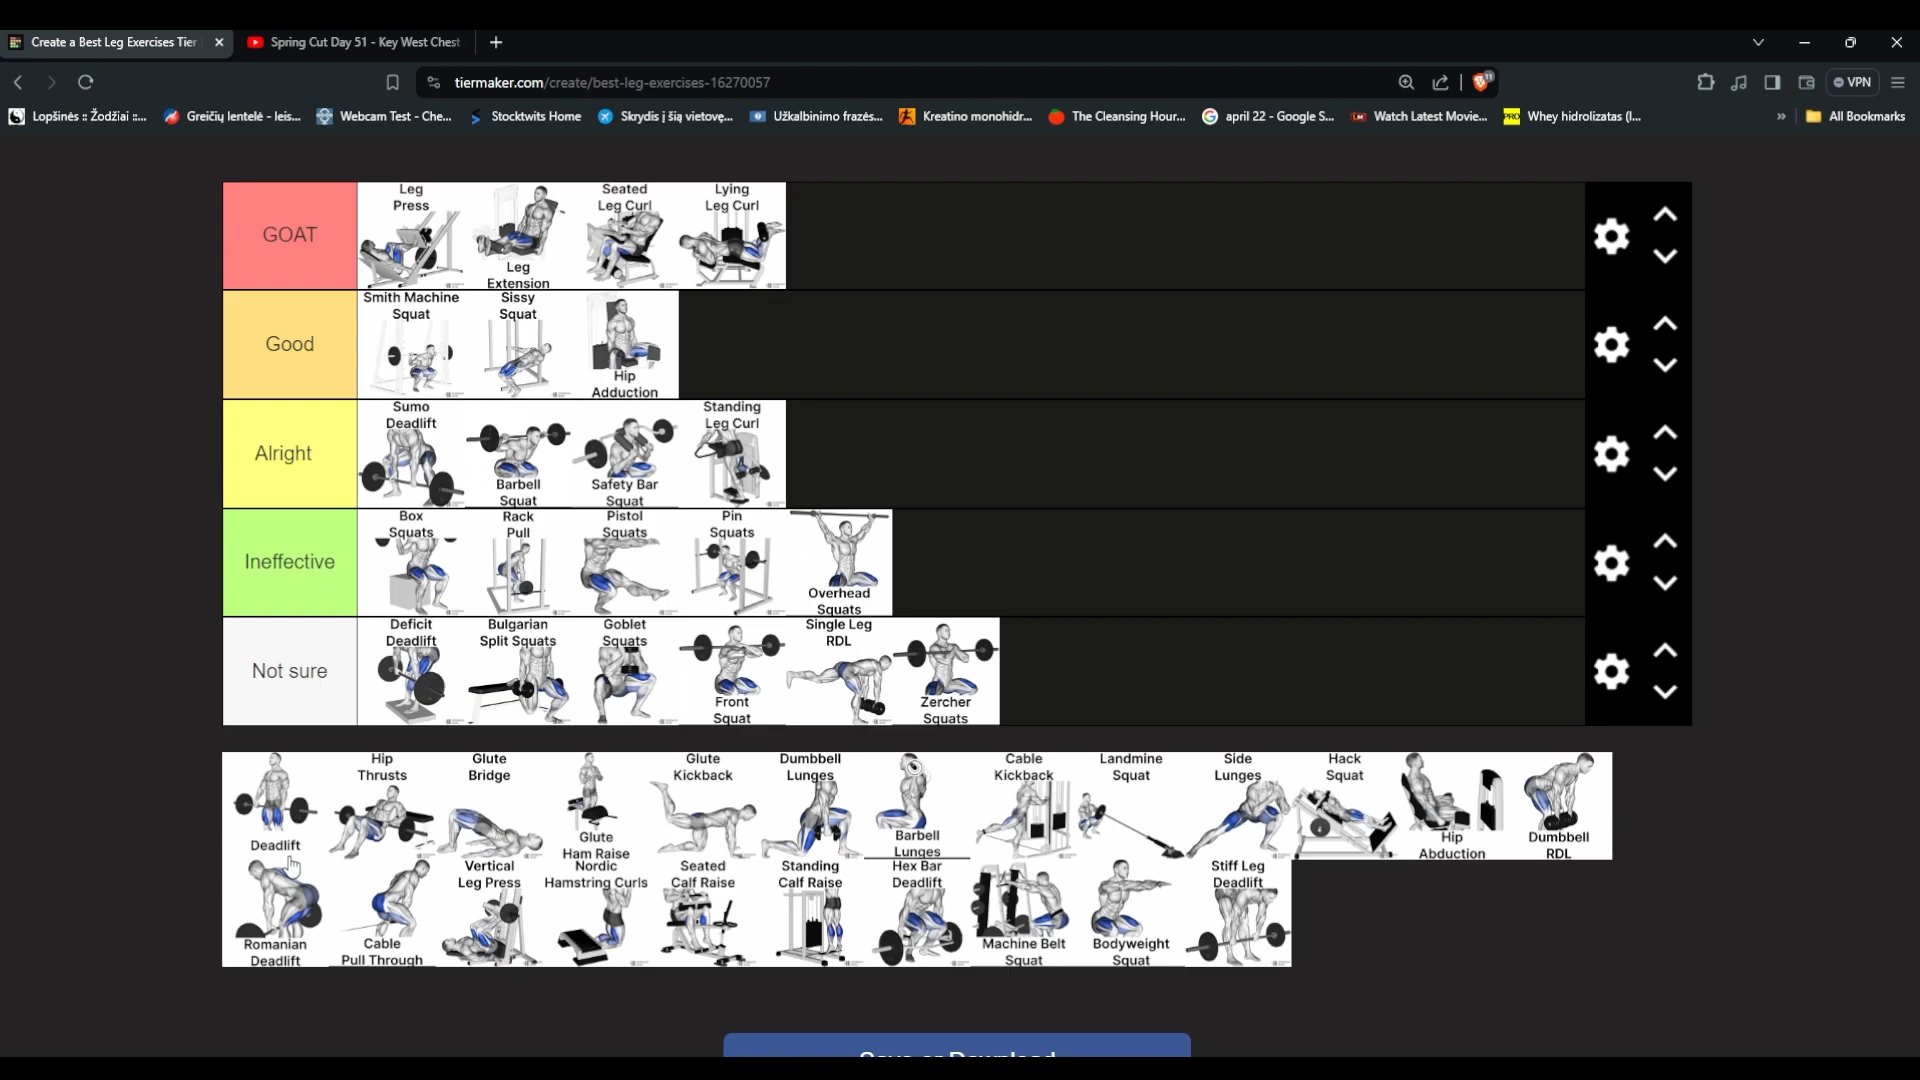 Create a Best Leg Exercises Tier
Spring Cut Day 51 - Key West Chest
tiermaker.com/create/best-leg-exercises-16270057
11
VPN
Lopšinės :: Žodžiai ::...
Greičių lentelė - leis...
Webcam Test - Che...
Stocktwits Home
Skrydis į šią vietovę...
Užkalbinimo frazės...
Kreatino monohidr...
The Cleansing Hour...
april 22 - Google S...
Watch Latest Movie...
PRO
Whey hidrolizatas (I...
»
All Bookmarks
GOAT
Leg
Press
Leg
Extension
Seated
Leg Curl
Lying
Leg Curl
Good
Smith Machine
Squat
Sissy
Squat
Hip
Adduction
Alright
Sumo
Deadlift
Barbell
Squat
Safety Bar
Squat
Standing
Leg Curl
Ineffective
Box
Squats
Rack
Pull
Pistol
Squats
Pin
Squats
Overhead
Squats
Not sure
Deficit
Deadlift
Bulgarian
Split Squats
Goblet
Squats
Front
Squat
Single Leg
RDL
Zercher
Squats
Deadlift
Hip
Thrusts
Glute
Bridge
Glute
Ham Raise
Glute
Kickback
Dumbbell
Lunges
Barbell
Lunges
Cable
Kickback
Landmine
Squat
Side
Lunges
Hack
Squat
Hip
Abduction
Dumbbell
RDL
Romanian
Deadlift
Cable
Pull Through
Vertical
Leg Press
Nordic
Hamstring Curls
Seated
Calf Raise
Standing
Calf Raise
Hex Bar
Deadlift
Machine Belt
Squat
Bodyweight
Squat
Stiff Leg
Deadlift
Save or Download